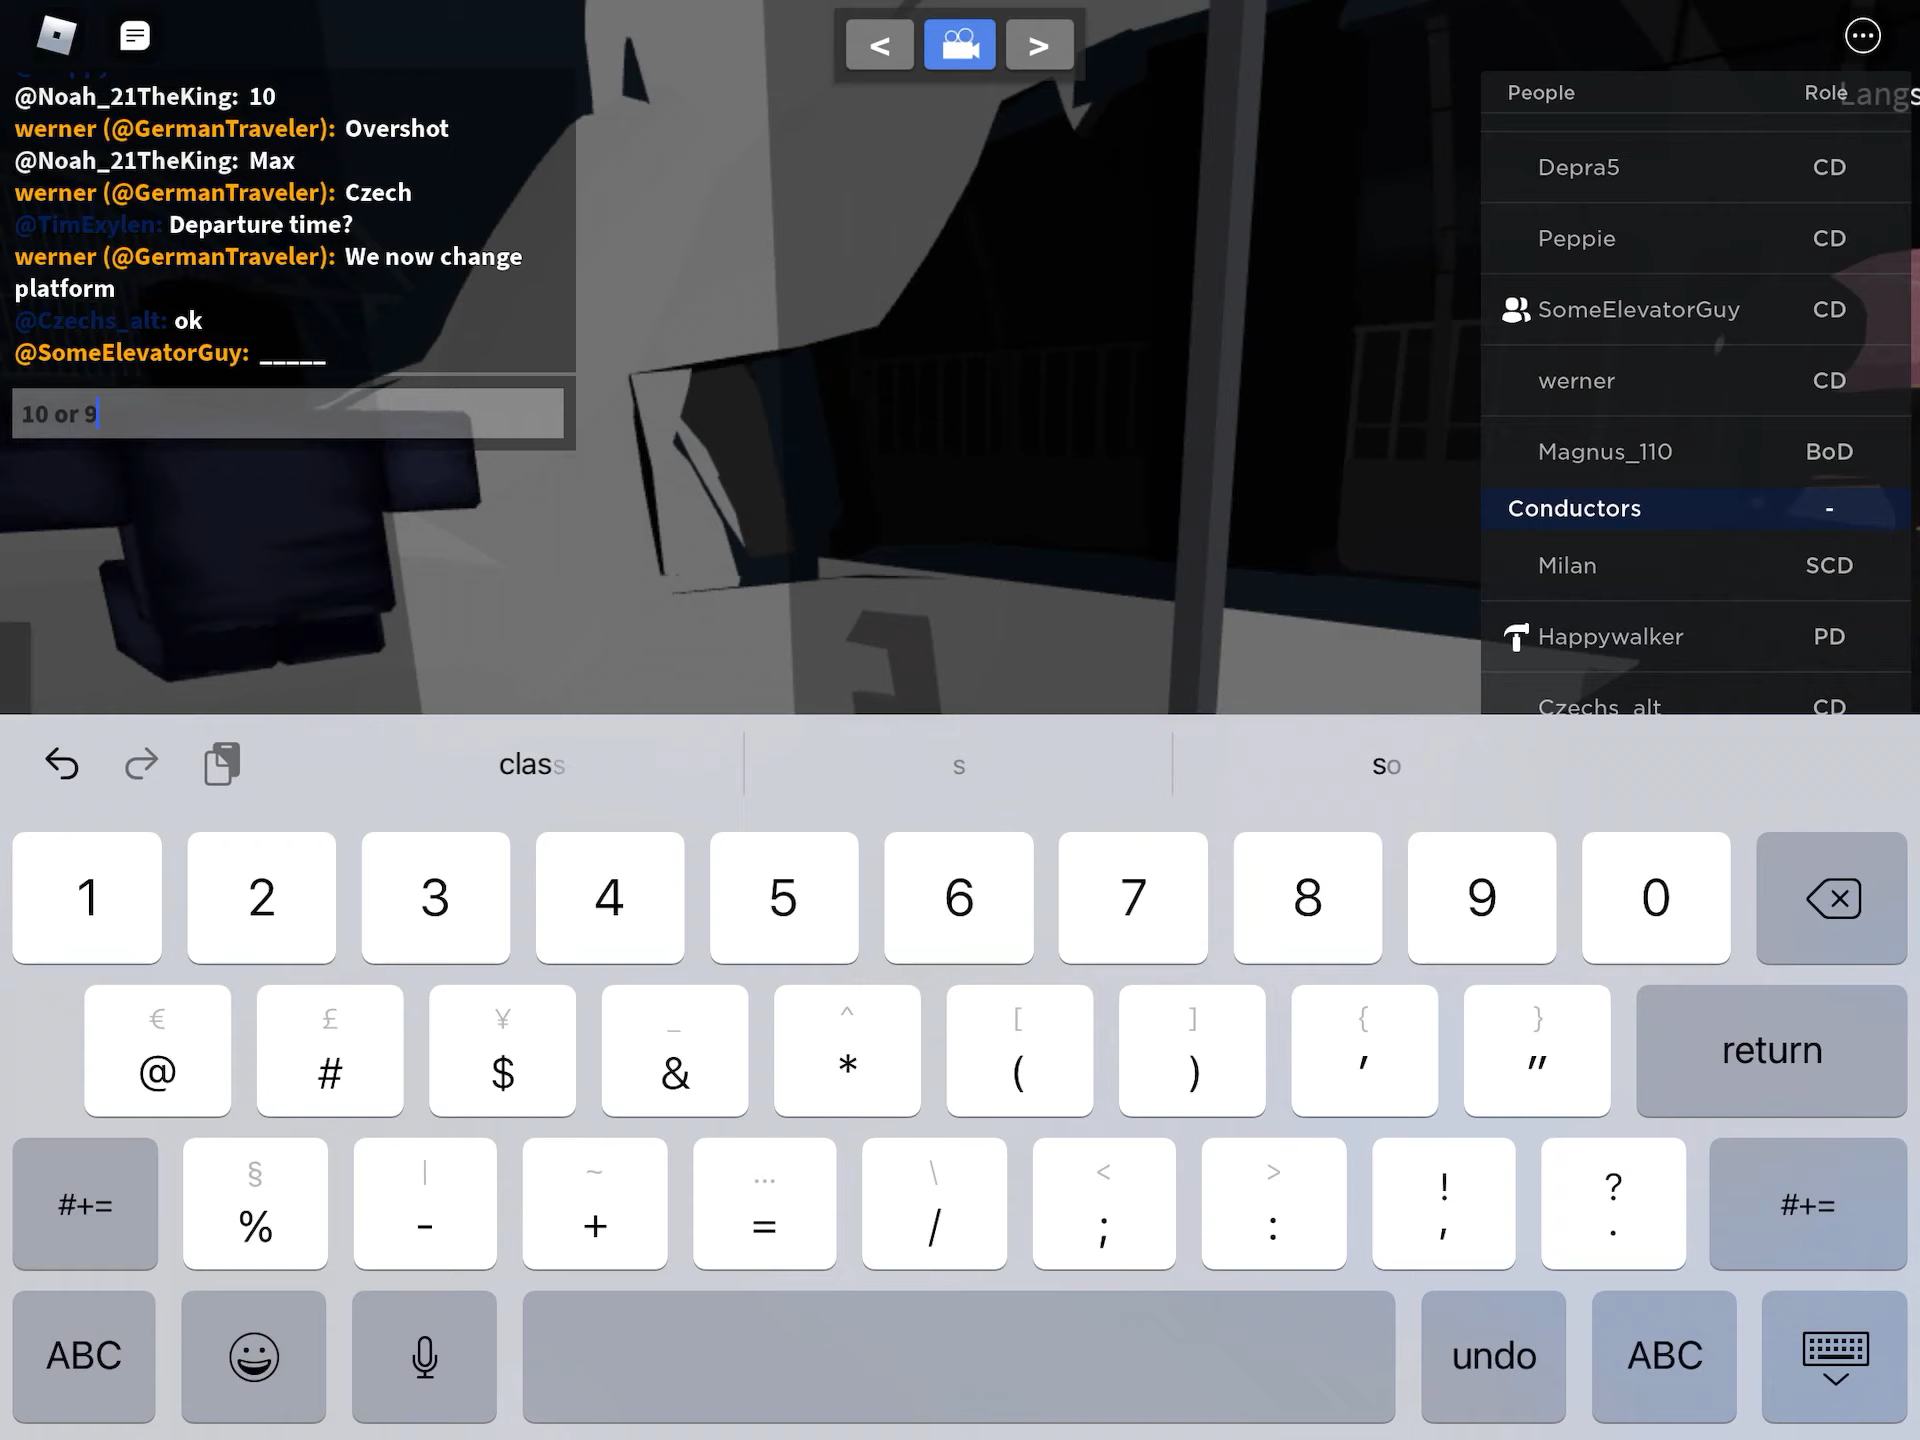 < >
@Noah_21TheKing: 10
werner (@GermanTraveler): Overshot
@Noah_21TheKing: Max
werner (@GermanTraveler): Czech
@TimExylen: Departure time?
werner (@GermanTraveler): We now change
platform
@Czechs_alt: ok
@SomeElevatorGuy: _____
10 or 9
People Role
Langs
Depra5 CD
Peppie CD
SomeElevatorGuy CD
werner CD
Magnus_110 BoD
Conductors -
Milan SCD
Happywalker PD
Czechs_alt CD
class s so
1 2 3 4 5 6 7 8 9 0
€ £ ¥ _ ^ [ ] { }
@ # $ & * ( ) ' " return
§ | ~ … \ < > ! ?
#+= % - + = / ; : , . #+=
ABC undo ABC